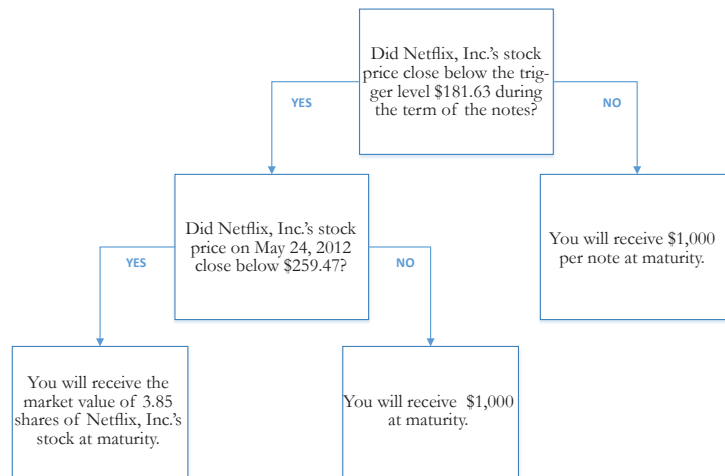 Did Netflix, Inc.'s stock
price close below the trig-
ger level $181.63 during
the term of the notes?
YES
NO
Did Netflix, Inc.'s stock
price on May 24, 2012
close below $259.47?
You will receive $1,000
per note at maturity.
YES
NO
You will receive the
market value of 3.85
shares of Netflix, Inc.'s
stock at maturity.
You will receive $1,000
at maturity.